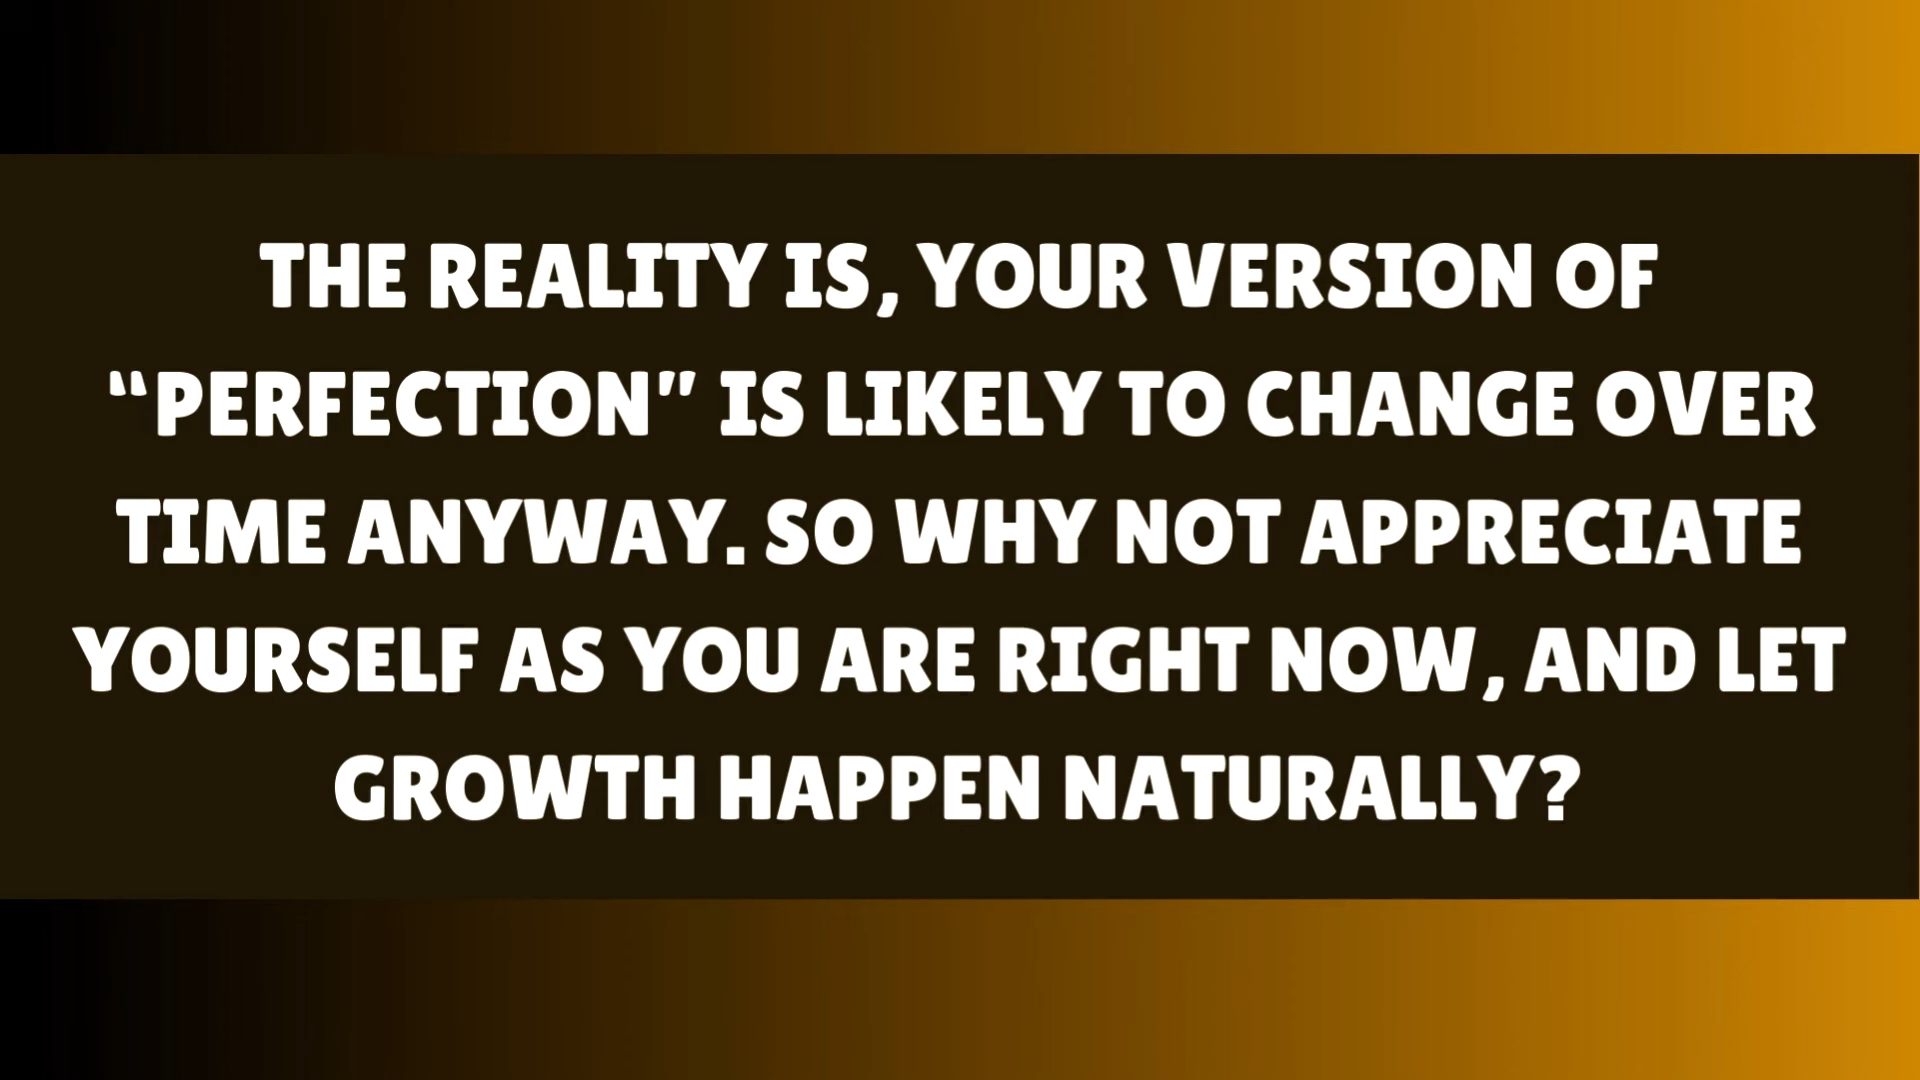 THE REALITY IS, YOUR VERSION OF
“PERFECTION” IS LIKELY TO CHANGE OVER
TIME ANYWAY. SO WHY NOT APPRECIATE
YOURSELF AS YOU ARE RIGHT NOW, AND LET
GROWTH HAPPEN NATURALLY?